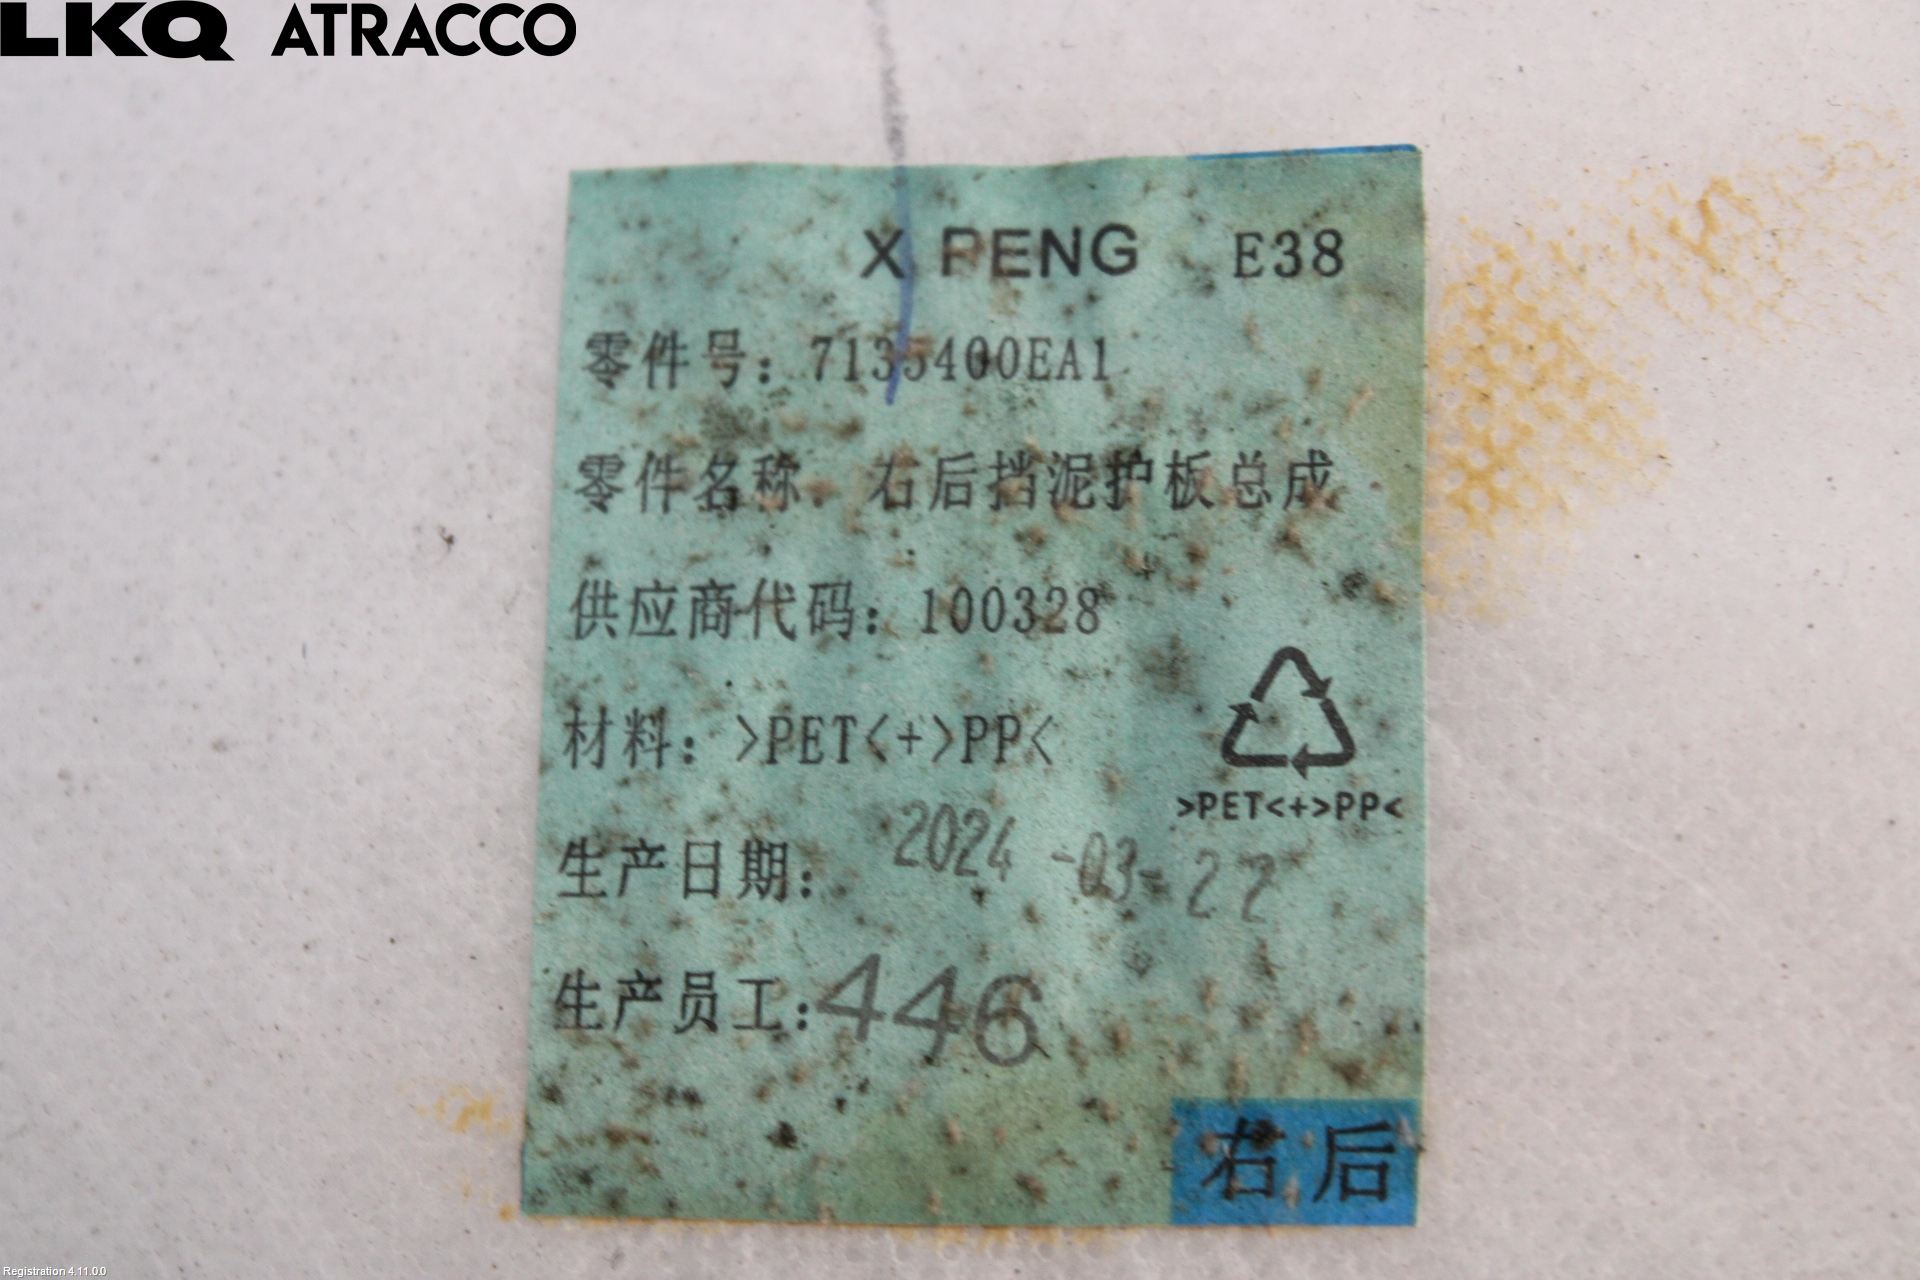 LKQ ATRACCO
X PENG E38
零件号：7135400EA1
零件名称：右后挡泥护板总成
供应商代码：100328
材料：>PET<+>PP<
>PET<+>PP<
生产日期：2024-03-22
生产员工：446
右后
Registration 4.11.0.0